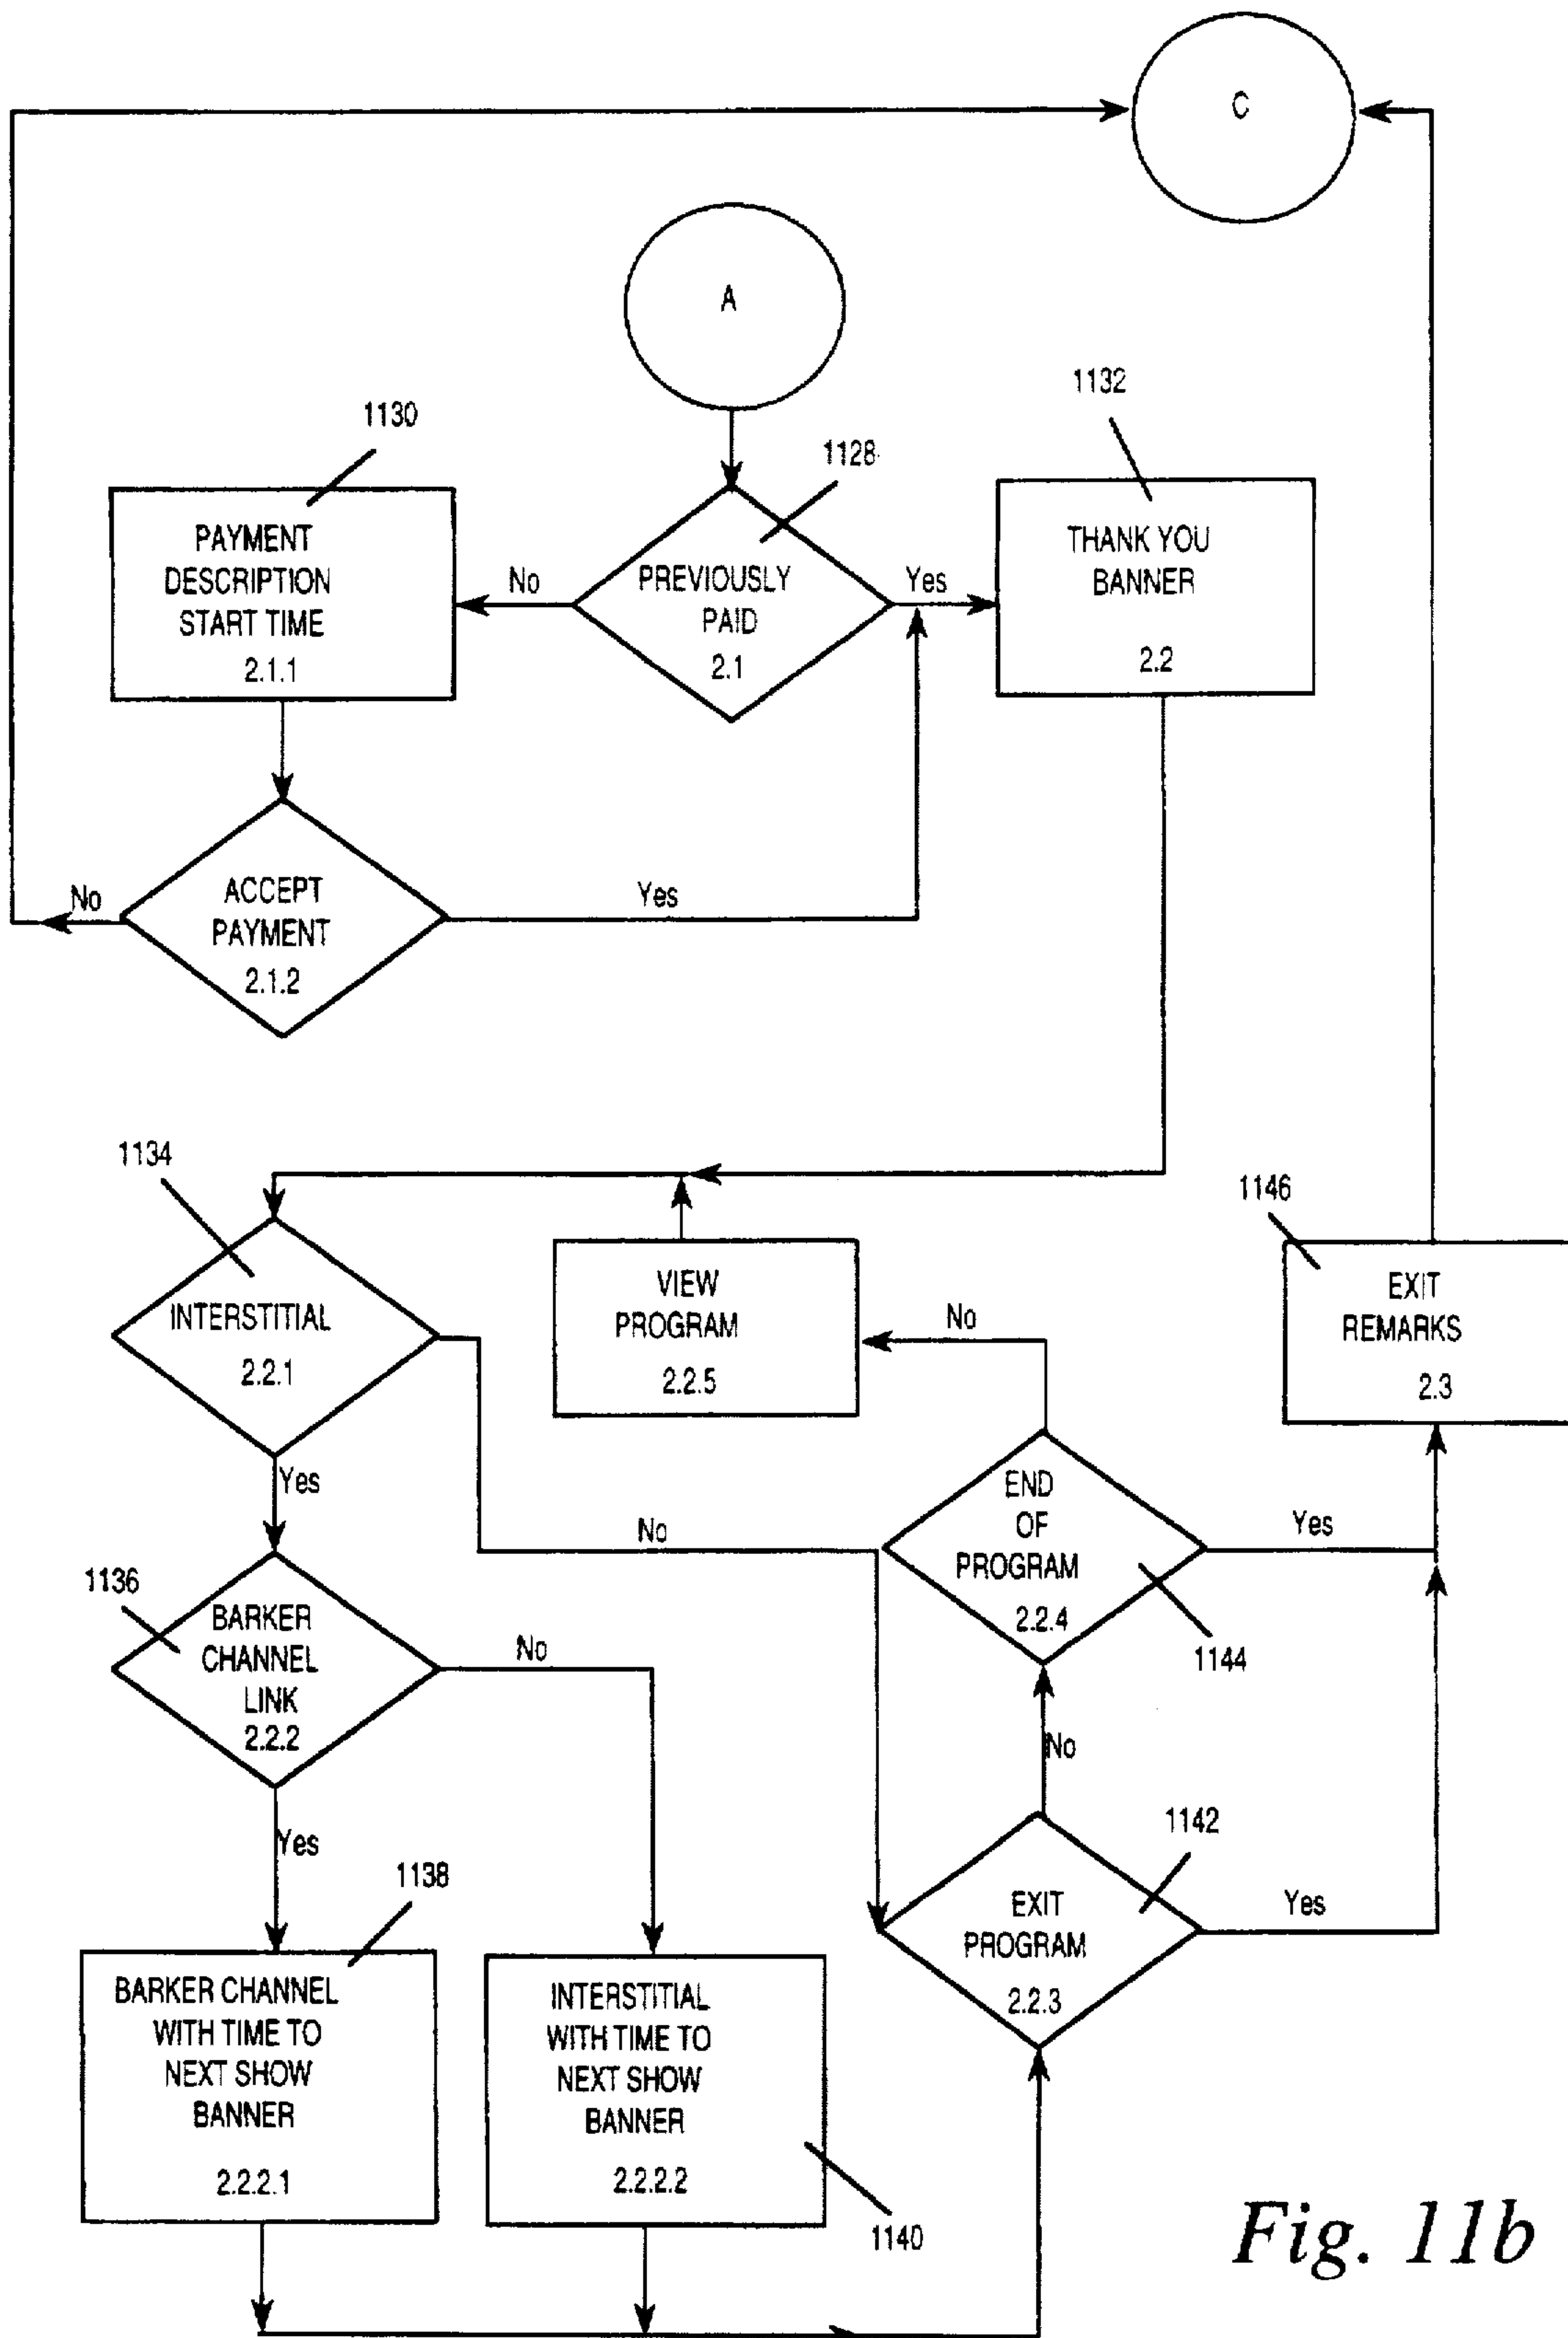 C
A
1130
1128
1132
PAYMENT
DESCRIPTION
START TIME
2.1.1
No
PREVIOUSLY
PAID
2.1
Yes
THANK YOU
BANNER
2.2
No
ACCEPT
PAYMENT
2.1.2
Yes
1134
1146
INTERSTITIAL
2.2.1
VIEW
PROGRAM
2.2.5
No
EXIT
REMARKS
2.3
Yes
No
END
OF
PROGRAM
2.2.4
Yes
1144
1136
BARKER
CHANNEL
LINK
2.2.2
No
Yes
No
1142
EXIT
PROGRAM
2.2.3
Yes
1138
BARKER CHANNEL
WITH TIME TO
NEXT SHOW
BANNER
2.2.2.1
INTERSTITIAL
WITH TIME TO
NEXT SHOW
BANNER
2.2.2.2
1140
Fig. 11b